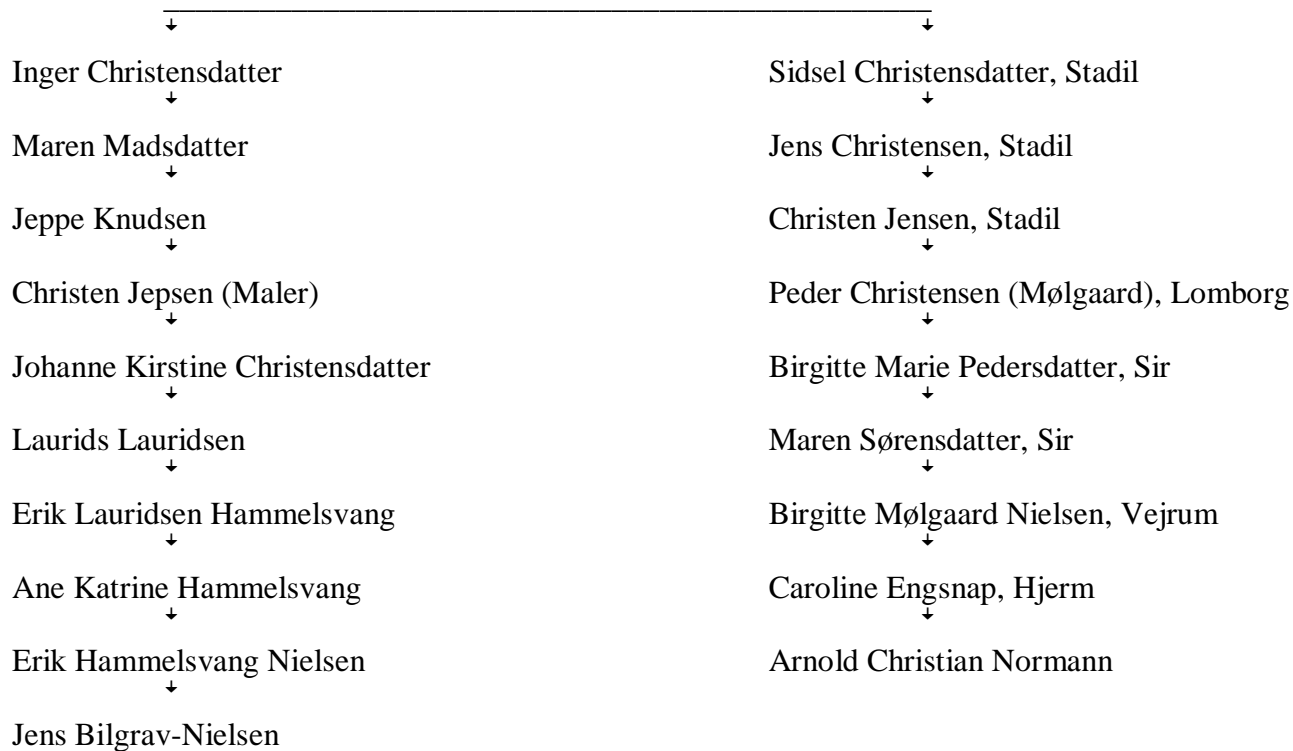 Inger Christensdatter
Sidsel Christensdatter, Stadil
Maren Madsdatter
Jens Christensen, Stadil
Jeppe Knudsen
Christen Jensen, Stadil
Christen Jepsen (Maler)
Peder Christensen (Mølgaard), Lomborg
Johanne Kirstine Christensdatter
Birgitte Marie Pedersdatter, Sir
Laurids Lauridsen
Maren Sørensdatter, Sir
Erik Lauridsen Hammelsvang
Birgitte Mølgaard Nielsen, Vejrum
Ane Katrine Hammelsvang
Caroline Engsnap, Hjerm
Erik Hammelsvang Nielsen
Arnold Christian Normann
Jens Bilgrav-Nielsen